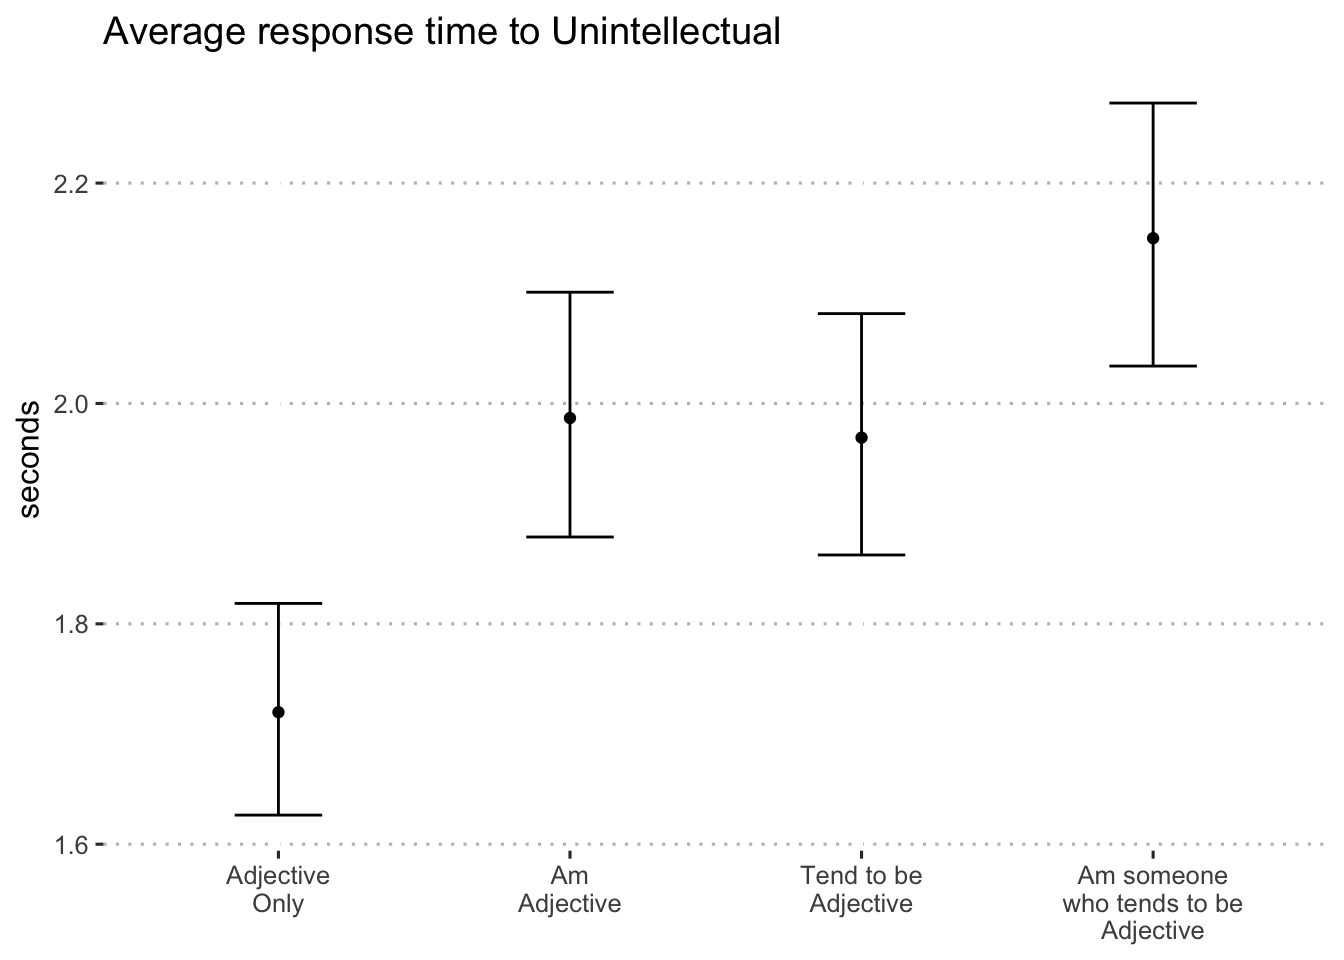 Average response time to Unintellectual
seconds
2.2
2.0
1.8
1.6
Adjective
Only
Am
Adjective
Tend to be
Adjective
Am someone
who tends to be
Adjective